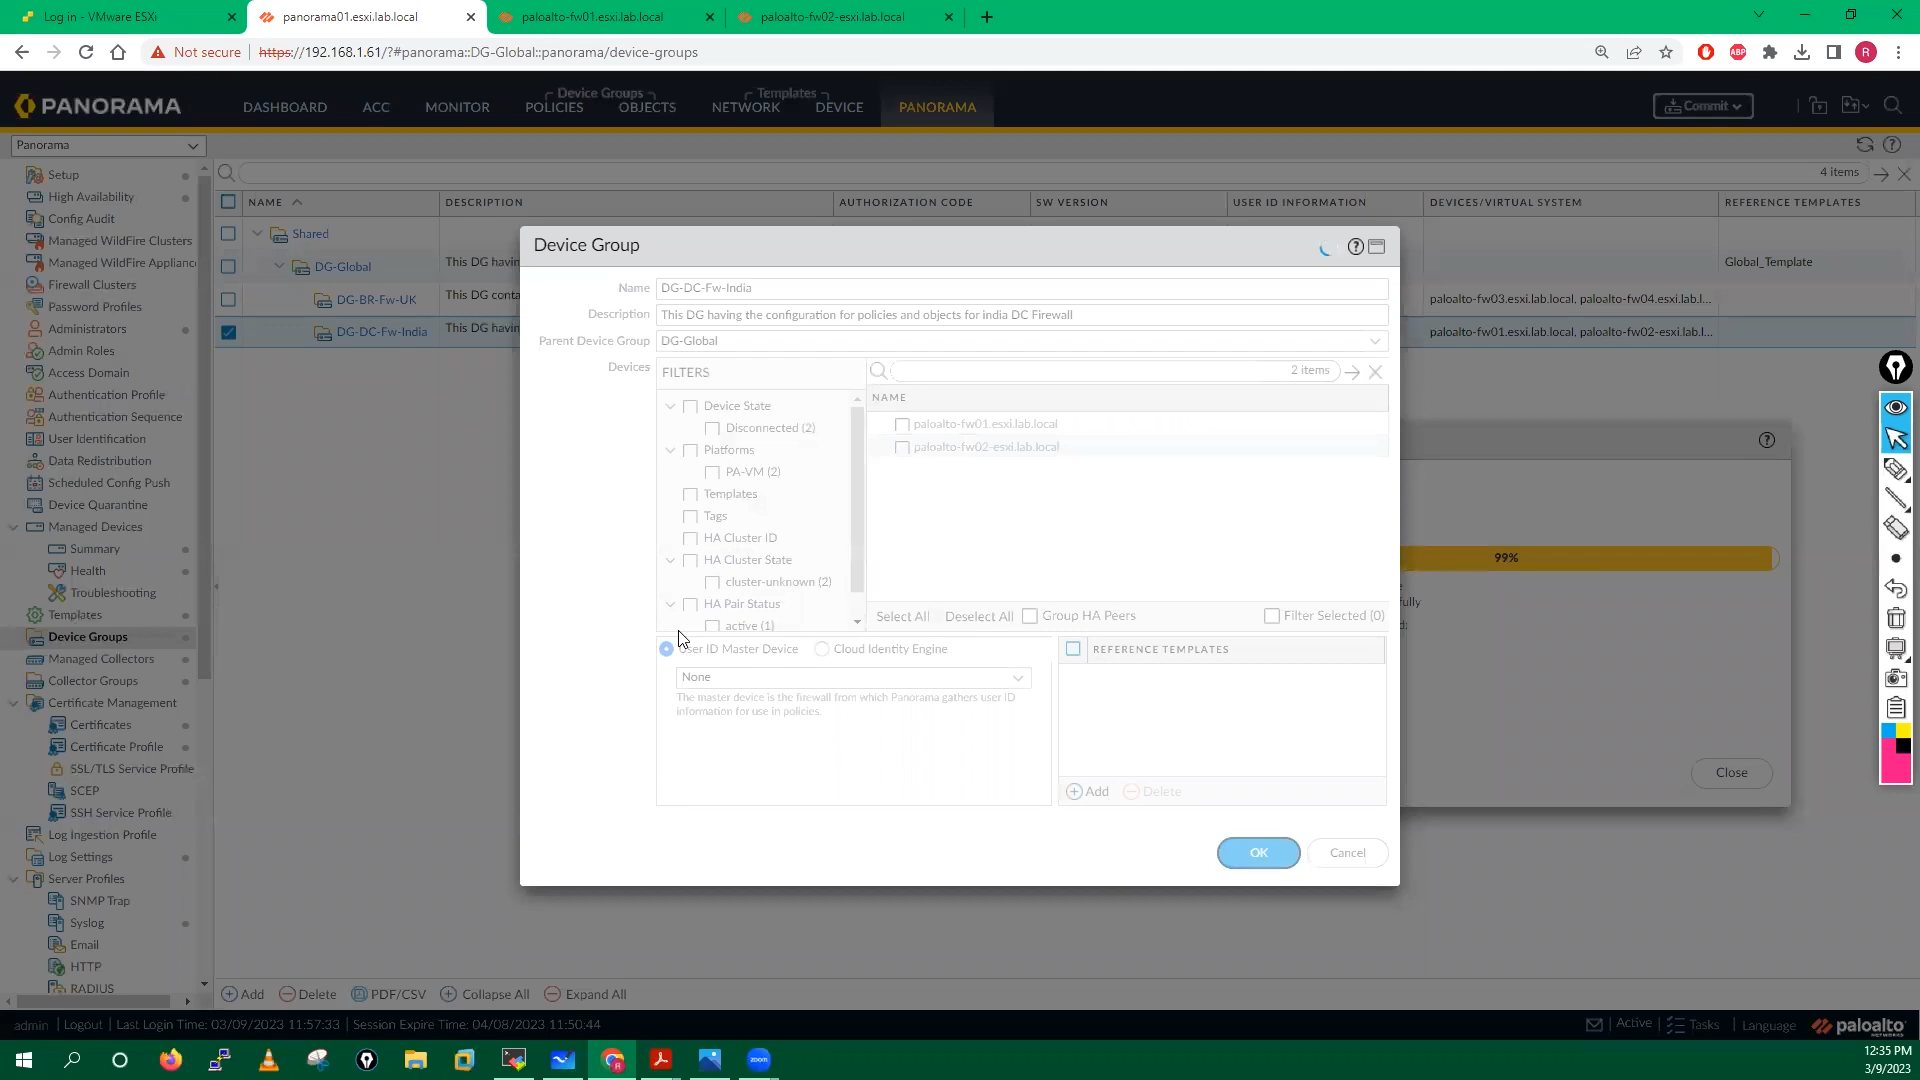 Log in - VMware ESXi
panorama01.esxi.lab.local
paloalto-fw01.esxi.lab.local
paloalto-fw02-esxi.lab.local
Not secure
https://192.168.1.61/?#panorama::DG-Global::panorama/device-groups
ABP
R
PANORAMA
DASHBOARD
ACC
MONITOR
Device Groups
POLICIES
OBJECTS
Templates
NETWORK
DEVICE
PANORAMA
Commit
Panorama
Setup
High Availability
Config Audit
Managed WildFire Clusters
Managed WildFire Appliance
Firewall Clusters
Password Profiles
Administrators
Admin Roles
Access Domain
Authentication Profile
Authentication Sequence
User Identification
Data Redistribution
Scheduled Config Push
Device Quarantine
Managed Devices
Summary
Health
Troubleshooting
Templates
Device Groups
Managed Collectors
Collector Groups
Certificate Management
Certificates
Certificate Profile
SSL/TLS Service Profile
SCEP
SSH Service Profile
Log Ingestion Profile
Log Settings
Server Profiles
SNMP Trap
Syslog
Email
HTTP
RADIUS
4 items
NAME
DESCRIPTION
AUTHORIZATION CODE
SW VERSION
USER ID INFORMATION
DEVICES/VIRTUAL SYSTEM
REFERENCE TEMPLATES
Shared
DG-Global
This DG havin
Global_Template
DG-BR-Fw-UK
This DG conta
paloalto-fw03.esxi.lab.local, paloalto-fw04.esxi.lab.l...
DG-DC-Fw-India
This DG havin
paloalto-fw01.esxi.lab.local, paloalto-fw02-esxi.lab.l...
Device Group
Name
DG-DC-Fw-India
Description
This DG having the configuration for policies and objects for india DC Firewall
Parent Device Group
DG-Global
Devices
FILTERS
Device State
Disconnected (2)
Platforms
PA-VM (2)
Templates
Tags
HA Cluster ID
HA Cluster State
cluster-unknown (2)
HA Pair Status
active (1)
2 items
NAME
paloalto-fw01.esxi.lab.local
paloalto-fw02-esxi.lab.local
Select All
Deselect All
Group HA Peers
Filter Selected (0)
User ID Master Device
Cloud Identity Engine
None
The master device is the firewall from which Panorama gathers user ID
information for use in policies.
REFERENCE TEMPLATES
Add
Delete
OK
Cancel
99%
fully
d:
Close
Add
Delete
PDF/CSV
Collapse All
Expand All
admin
Logout
Last Login Time: 03/09/2023 11:57:33
Session Expire Time: 04/08/2023 11:50:44
Active
Tasks
Language
paloalto
NETWORKS
zoom
12:35 PM
3/9/2023